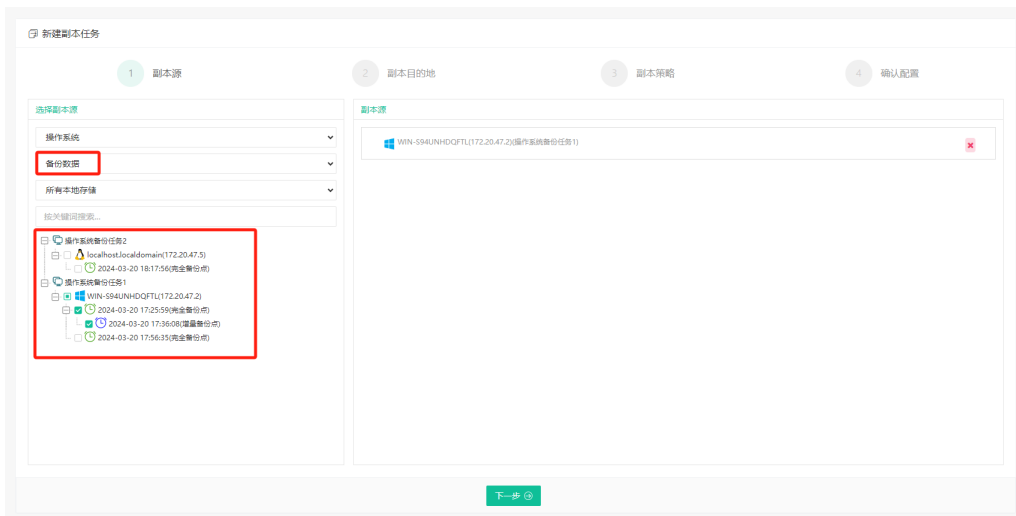 新建副本任务
1 副本源
2 副本目的地
3 副本策略
4 确认配置
选择副本源
操作系统
备份数据
所有本地存储
按关键词搜索...
操作系统备份任务2
localhost.localdomain(172.20.47.5)
2024-03-20 18:17:56(完全备份点)
操作系统备份任务1
WIN-S94UNHDQFTL(172.20.47.2)
2024-03-20 17:25:59(完全备份点)
2024-03-20 17:36:08(增量备份点)
2024-03-20 17:56:35(完全备份点)
副本源
WIN-S94UNHDQFTL(172.20.47.2)(操作系统备份任务1)
下一步